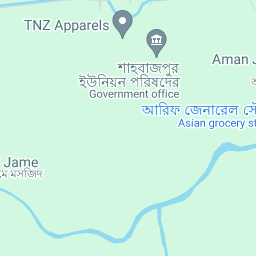 TNZ Apparels
শাহবাজপুর
ইউনিয়ন পরিষদের
Government office
Aman J
আরিফ জেনারেল স্টো
Asian grocery st
Jame
মে মসজিদ